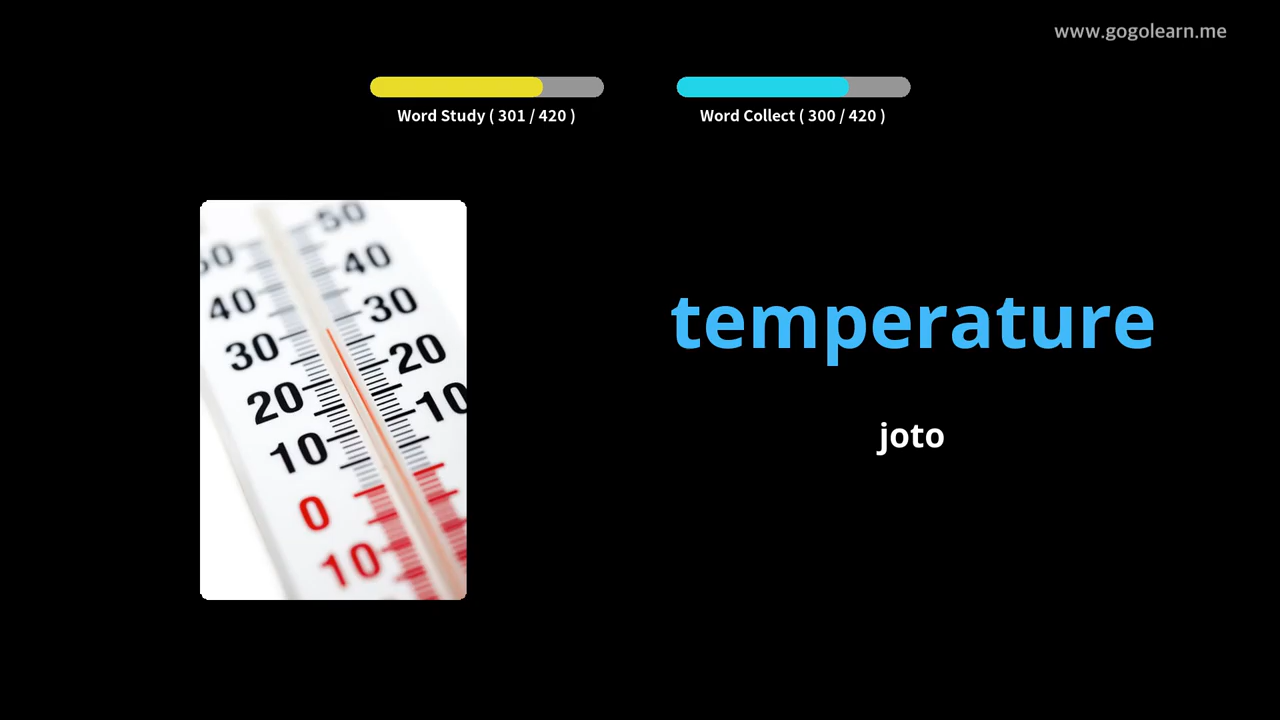 www.gogolearn.me
Word Study ( 301 / 420 )
Word Collect ( 300 / 420 )
temperature
joto
50
40
30
20
10
40
30
20
10
0
10